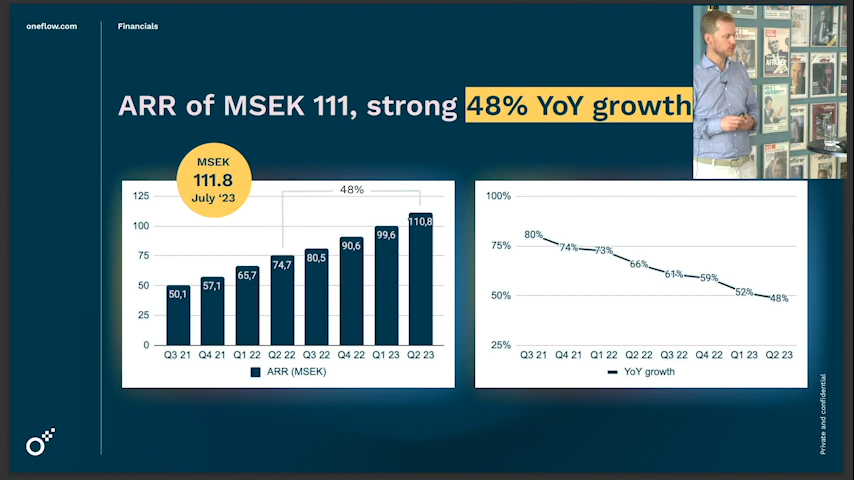 oneflow.com
Financials
ARR of MSEK 111, strong 48% YoY growth
MSEK
111.8
July ‘23
48%
125
100
75
50
25
0
50,1
57,1
65,7
74,7
80,5
90,6
99,6
110,8
Q3 21 Q4 21 Q1 22 Q2 22 Q3 22 Q4 22 Q1 23 Q2 23
ARR (MSEK)
100%
75%
50%
25%
80%
74%
73%
66%
61%
59%
52%
48%
Q3 21 Q4 21 Q1 22 Q2 22 Q3 22 Q4 22 Q1 23 Q2 23
YoY growth
Private and confidential